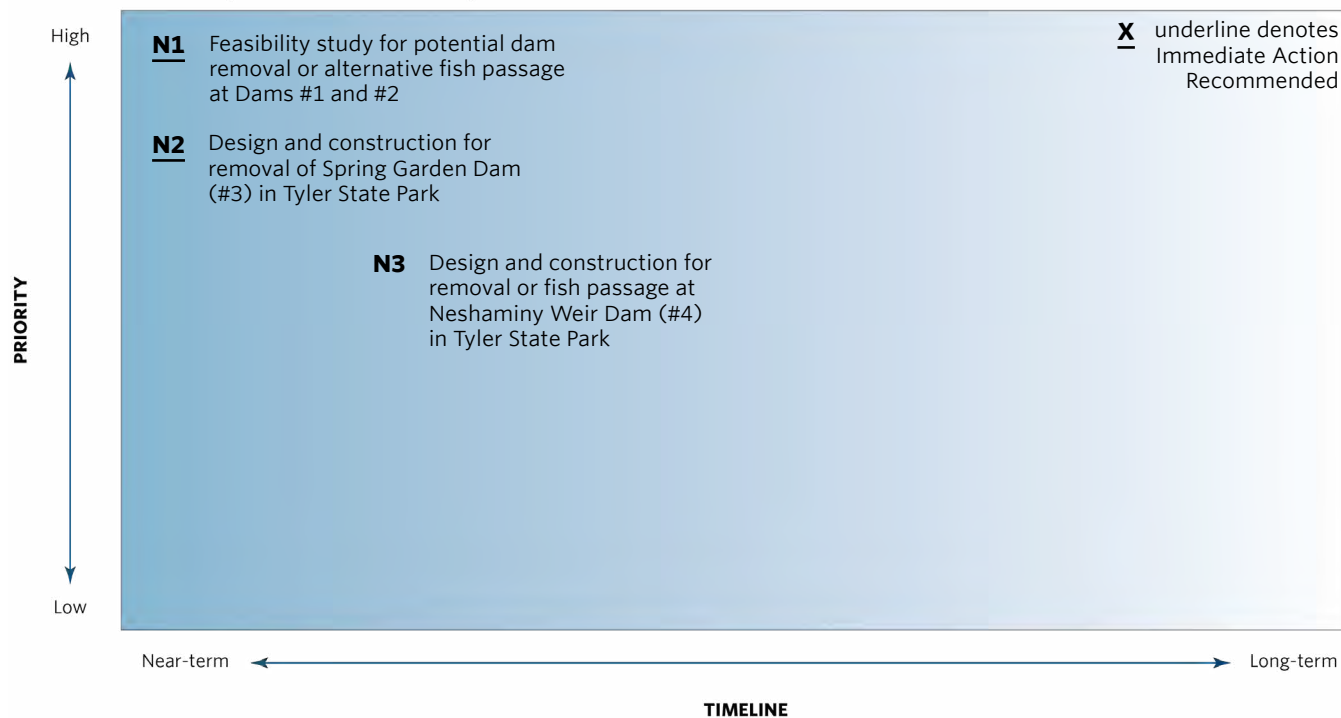 High
N1 Feasibility study for potential dam
removal or alternative fish passage
at Dams #1 and #2
X underline denotes
Immediate Action
Recommended
N2 Design and construction for
removal of Spring Garden Dam
(#3) in Tyler State Park
N3 Design and construction for
removal or fish passage at
Neshaminy Weir Dam (#4)
in Tyler State Park
PRIORITY
Low
Near-term
Long-term
TIMELINE